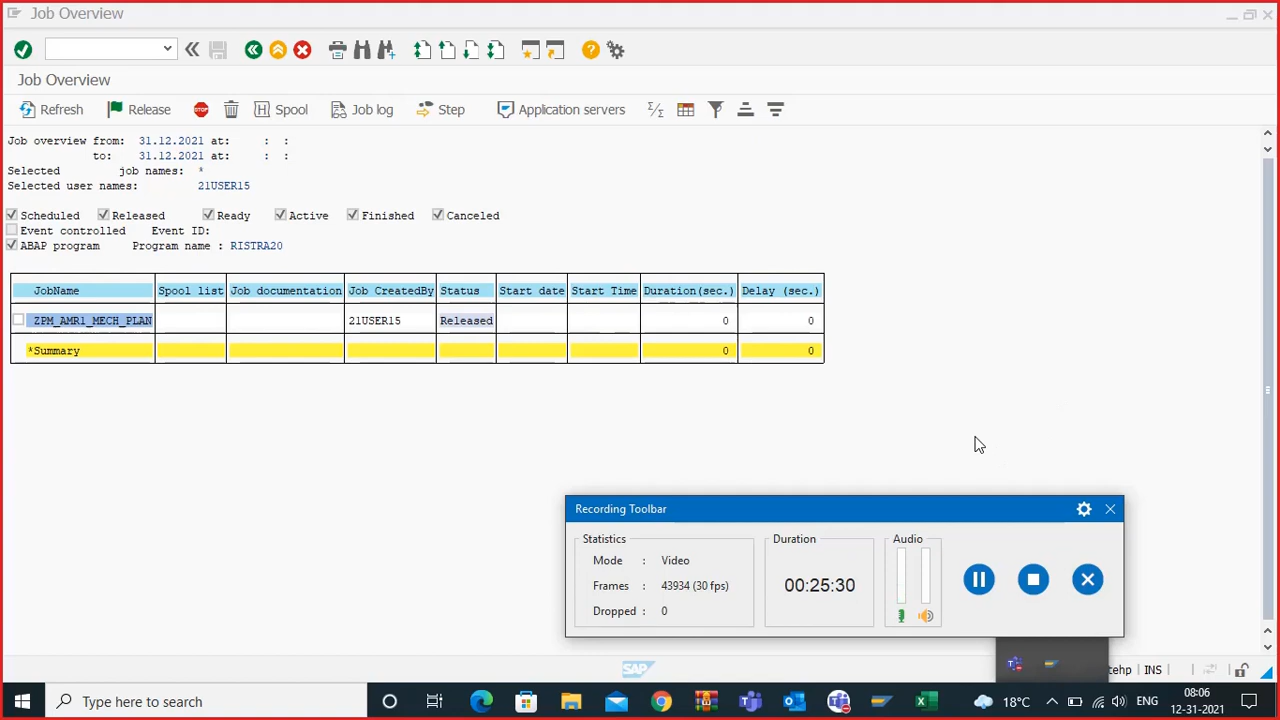 Job Overview
Job Overview
Refresh Release STOP Spool Job log Step Application servers
Job overview from: 31.12.2021 at: : :
to: 31.12.2021 at: : :
Selected job names: *
Selected user names: 21USER15
Scheduled Released Ready Active Finished Canceled
Event controlled Event ID:
ABAP program Program name : RISTRA20
JobName Spool list Job documentation Job CreatedBy Status Start date Start Time Duration(sec.) Delay (sec.)
ZPM_AMR1_MECH_PLAN 21USER15 Released 0 0
*Summary 0 0
Recording Toolbar
Statistics Duration Audio
Mode : Video
Frames : 43934 (30 fps)
00:25:30
Dropped : 0
SAP
tehp INS
Type here to search
18°C ENG
08:06
12-31-2021